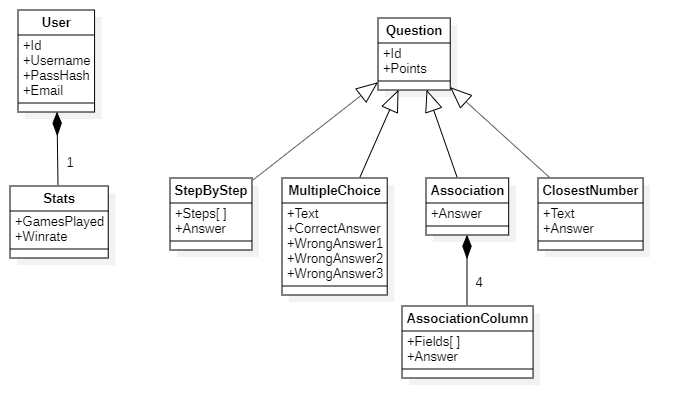 User
+Id
+Username
+PassHash
+Email
1
Stats
+GamesPlayed
+Winrate
Question
+Id
+Points
StepByStep
+Steps[ ]
+Answer
MultipleChoice
+Text
+CorrectAnswer
+WrongAnswer1
+WrongAnswer2
+WrongAnswer3
Association
+Answer
4
AssociationColumn
+Fields[ ]
+Answer
ClosestNumber
+Text
+Answer